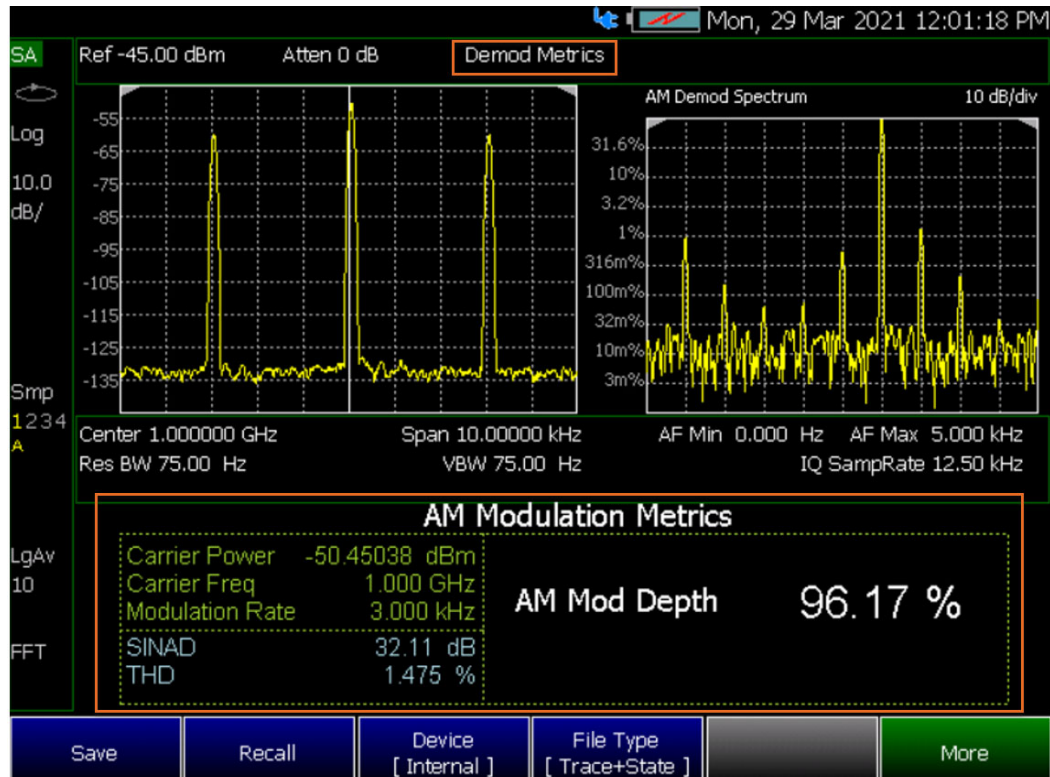 Mon, 29 Mar 2021 12:01:18 PM
SA
Ref -45.00 dBm Atten 0 dB Demod Metrics
Log
10.0
dB/
-55
-65
-75
-85
-95
-105
-115
-125
-135
AM Demod Spectrum 10 dB/div
31.6%
10%
3.2%
1%
316m%
100m%
32m%
10m%
3m%
Smp
1234
A
Center 1.000000 GHz Span 10.00000 kHz
Res BW 75.00 Hz VBW 75.00 Hz
AF Min 0.000 Hz AF Max 5.000 kHz
IQ SampRate 12.50 kHz
AM Modulation Metrics
LgAv
10
FFT
Carrier Power -50.45038 dBm
Carrier Freq 1.000 GHz
Modulation Rate 3.000 kHz
SINAD 32.11 dB
THD 1.475 %
AM Mod Depth 96.17 %
Save
Recall
Device
[ Internal ]
File Type
[ Trace+State ]
More